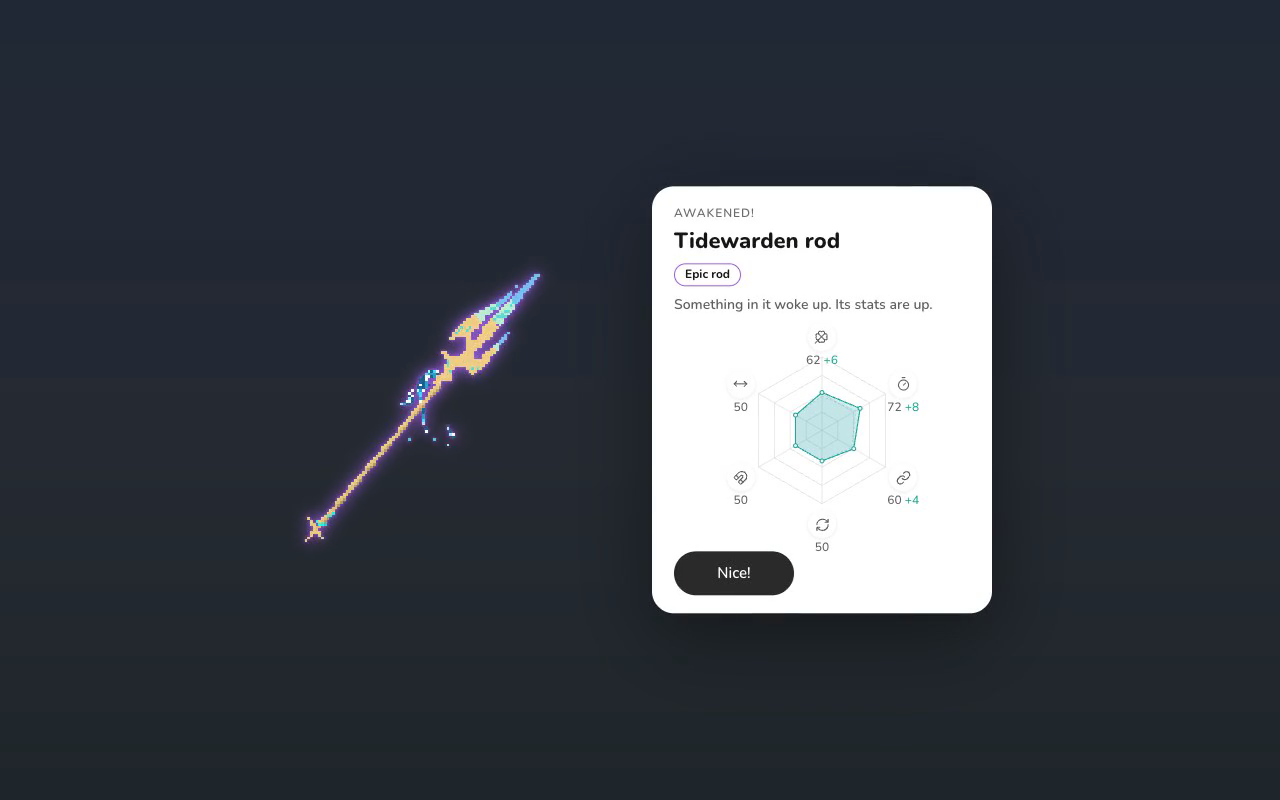 AWAKENED!
Tidewarden rod
Epic rod
Something in it woke up. Its stats are up.
62 +6
50
72 +8
50
60 +4
50
Nice!